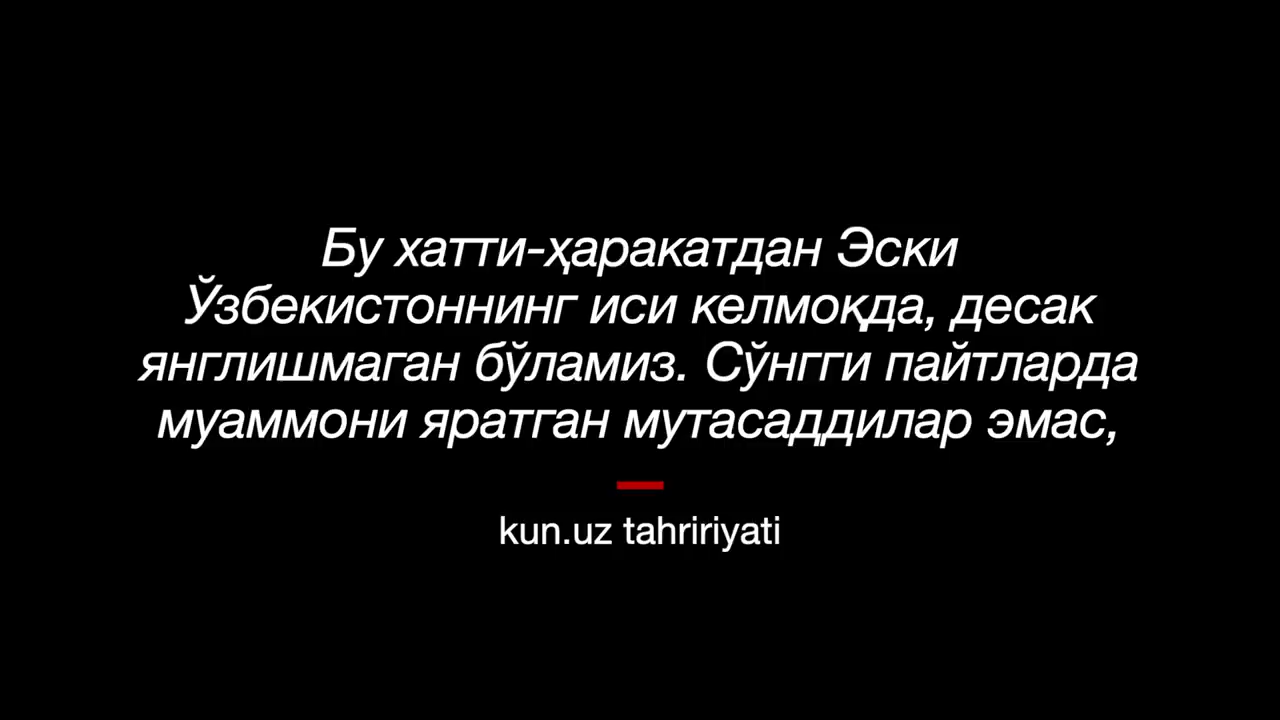 Бу хатти-ҳаракатдан Эски
Ўзбекистоннинг иси келмоқда, десак
янглишмаган бўламиз. Сўнгги пайтларда
муаммони яратган мутасаддилар эмас,
kun.uz tahririyati